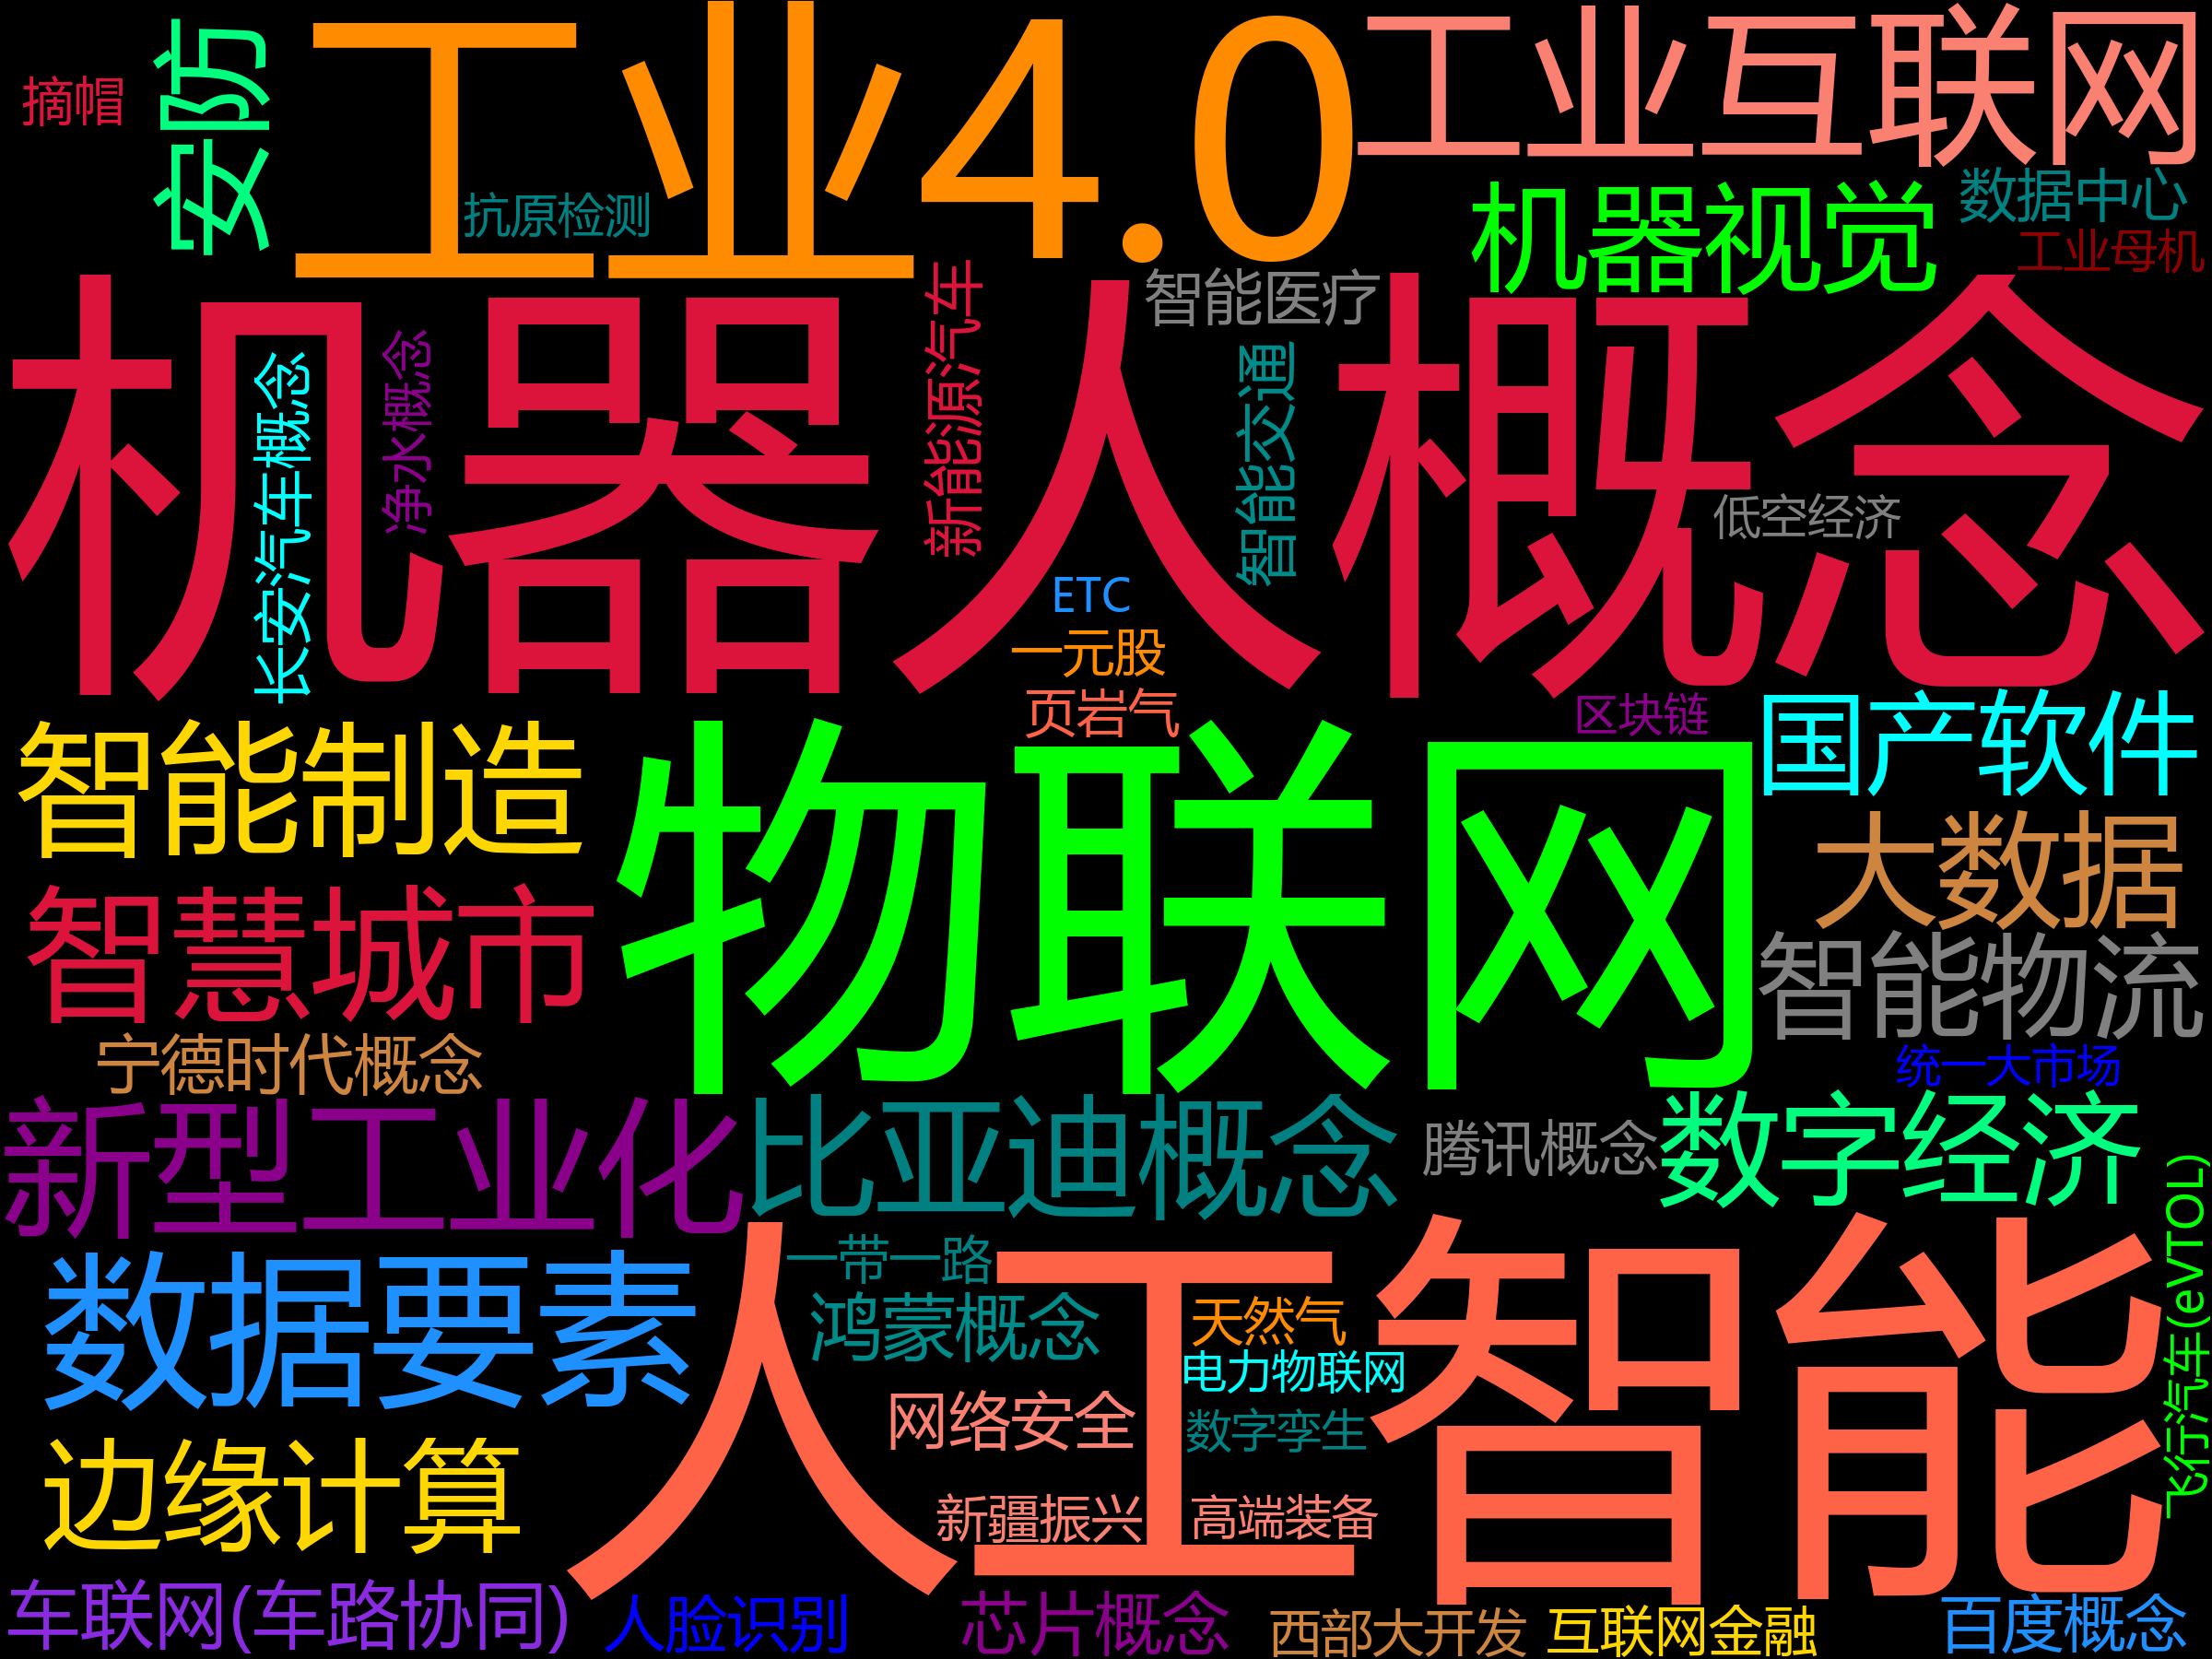 摘帽
安防
工业4.0
工业互联网
抗原检测
机器视觉
数据中心
工业母机
机器人概念
智能医疗
新能源汽车
智能交通
长安汽车概念
净水概念
低空经济
ETC
一元股
页岩气
区块链
国产软件
智能制造
物联网
大数据
智慧城市
智能物流
宁德时代概念
统一大市场
新型工业化
比亚迪概念
腾讯概念
数字经济
飞行汽车(eVTOL)
数据要素
一带一路
人工智能
鸿蒙概念
天然气
电力物联网
网络安全
数字孪生
边缘计算
新疆振兴
高端装备
车联网(车路协同)
人脸识别
芯片概念
西部大开发
互联网金融
百度概念